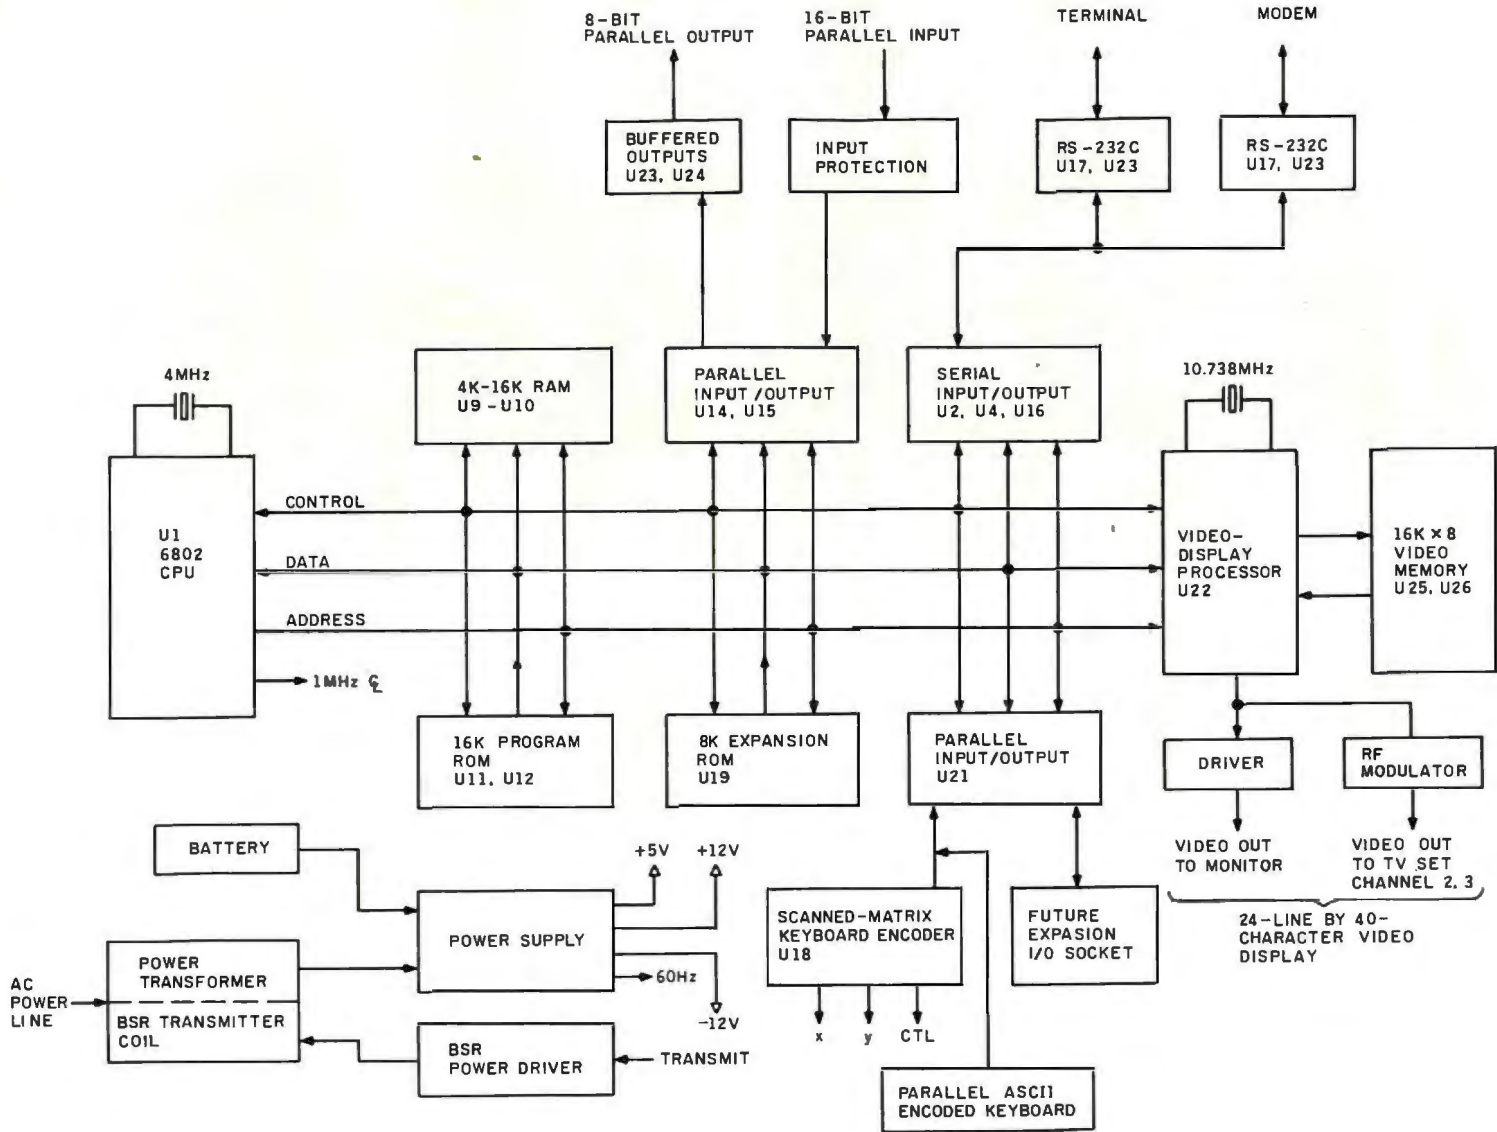 8-BIT
PARALLEL OUTPUT
16-BIT
PARALLEL INPUT
TERMINAL
MODEM
BUFFERED
OUTPUTS
U23, U24
INPUT
PROTECTION
RS-232C
U17, U23
RS-232C
U17, U23
4MHz
4K-16K RAM
U9-U10
PARALLEL
INPUT/OUTPUT
U14, U15
SERIAL
INPUT/OUTPUT
U2, U4, U16
10.738MHz
U1
6802
CPU
CONTROL
DATA
ADDRESS
1MHz ℄
VIDEO-
DISPLAY
PROCESSOR
U22
16K × 8
VIDEO
MEMORY
U25, U26
16K PROGRAM
ROM
U11, U12
8K EXPANSION
ROM
U19
PARALLEL
INPUT/OUTPUT
U21
DRIVER
RF
MODULATOR
VIDEO OUT
TO MONITOR
VIDEO OUT
TO TV SET
CHANNEL 2, 3
24-LINE BY 40-
CHARACTER VIDEO
DISPLAY
BATTERY
+5V
+12V
POWER SUPPLY
60Hz
-12V
AC
POWER
LINE
POWER
TRANSFORMER
BSR TRANSMITTER
COIL
BSR
POWER DRIVER
TRANSMIT
SCANNED-MATRIX
KEYBOARD ENCODER
U18
FUTURE
EXPASION
I/O SOCKET
x
y
CTL
PARALLEL ASCII
ENCODED KEYBOARD